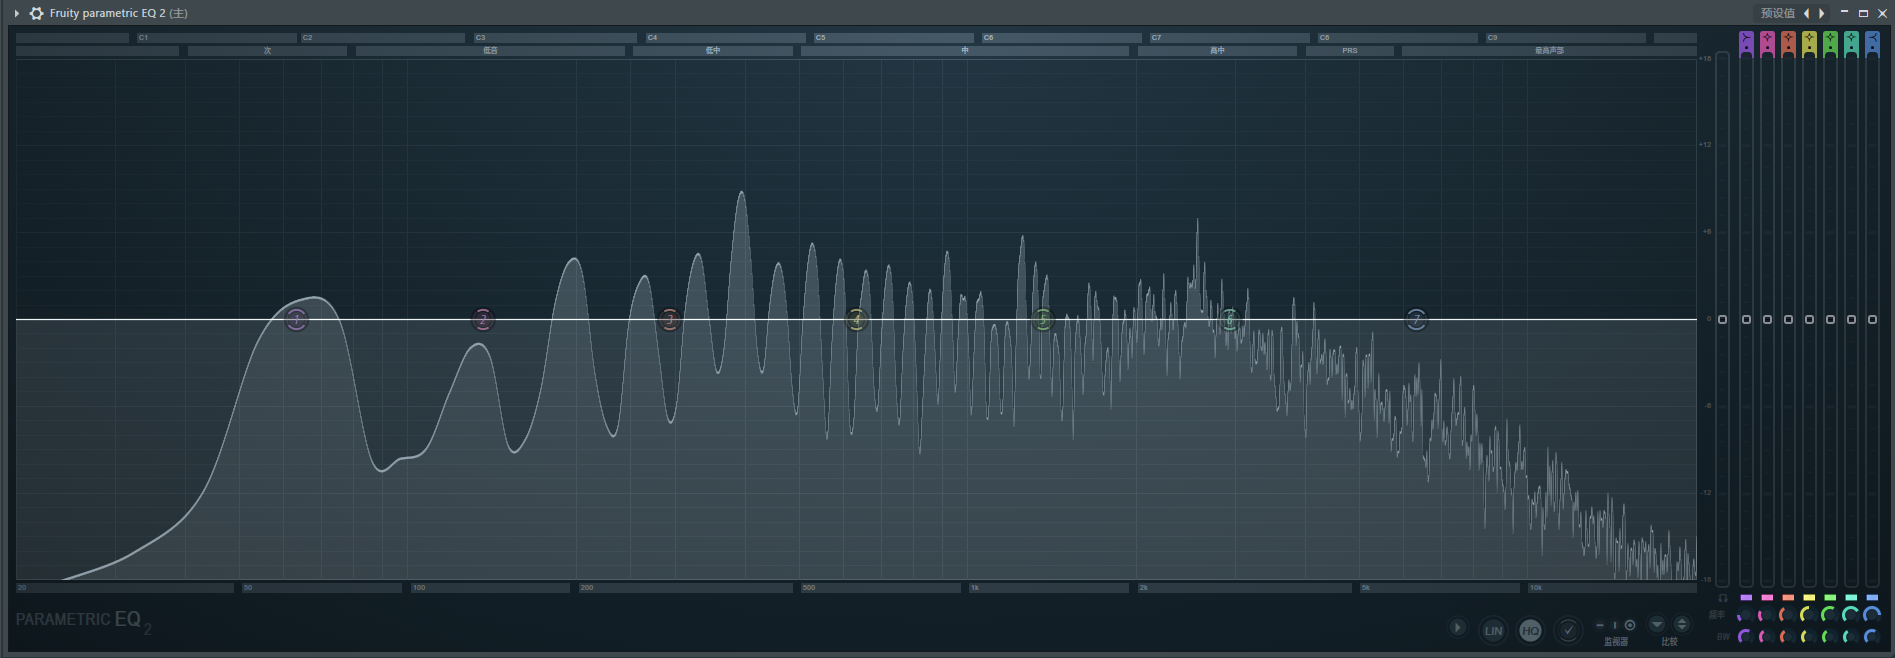 Fruity parametric EQ 2 (主) 预设值
C1 C2 C3 C4 C5 C6 C7 C8 C9
次 低音 低中 中 高中 PRS 最高声部
+18
+12
+6
0
-6
-12
-18
1 2 3 4 5 6 7
20 50 100 200 500 1k 2k 5k 10k
频率
PARAMETRIC EQ 2
LIN HQ
BW
监视器 比较